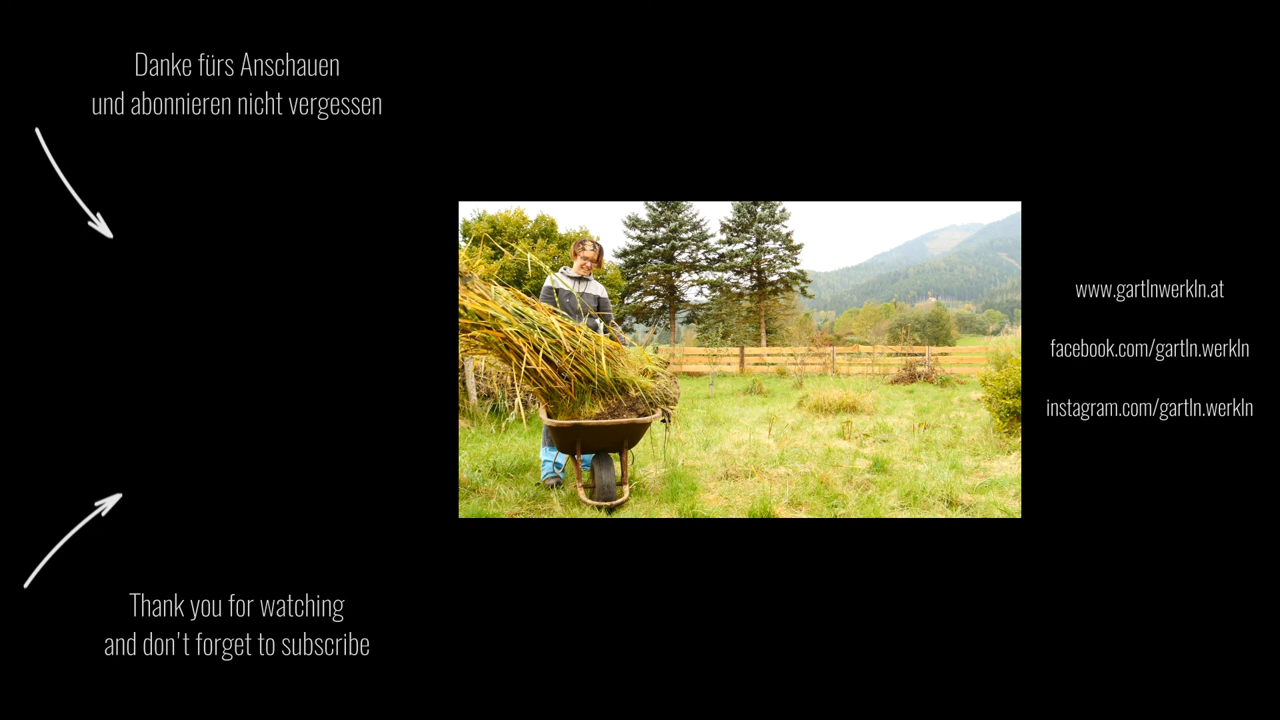 Danke fürs Anschauen
und abonnieren nicht vergessen
www.gartlnwerkln.at
facebook.com/gartln.werkln
instagram.com/gartln.werkln
Thank you for watching
and don't forget to subscribe